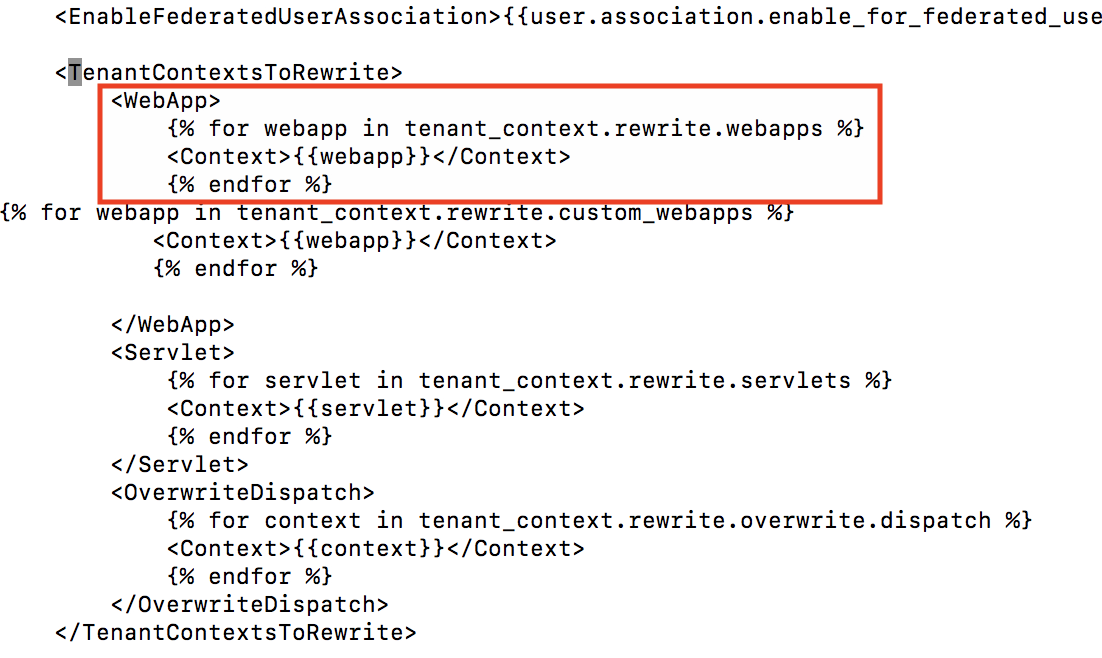 <EnableFederatedUserAssociation>{{user.association.enable_for_federated_use
<TenantContextsToRewrite>
<WebApp>
{% for webapp in tenant_context.rewrite.webapps %}
<Context>{{webapp}}</Context>
{% endfor %}
{% for webapp in tenant_context.rewrite.custom_webapps %}
<Context>{{webapp}}</Context>
{% endfor %}
</WebApp>
<Servlet>
{% for servlet in tenant_context.rewrite.servlets %}
<Context>{{servlet}}</Context>
{% endfor %}
</Servlet>
<OverwriteDispatch>
{% for context in tenant_context.rewrite.overwrite.dispatch %}
<Context>{{context}}</Context>
{% endfor %}
</OverwriteDispatch>
</TenantContextsToRewrite>